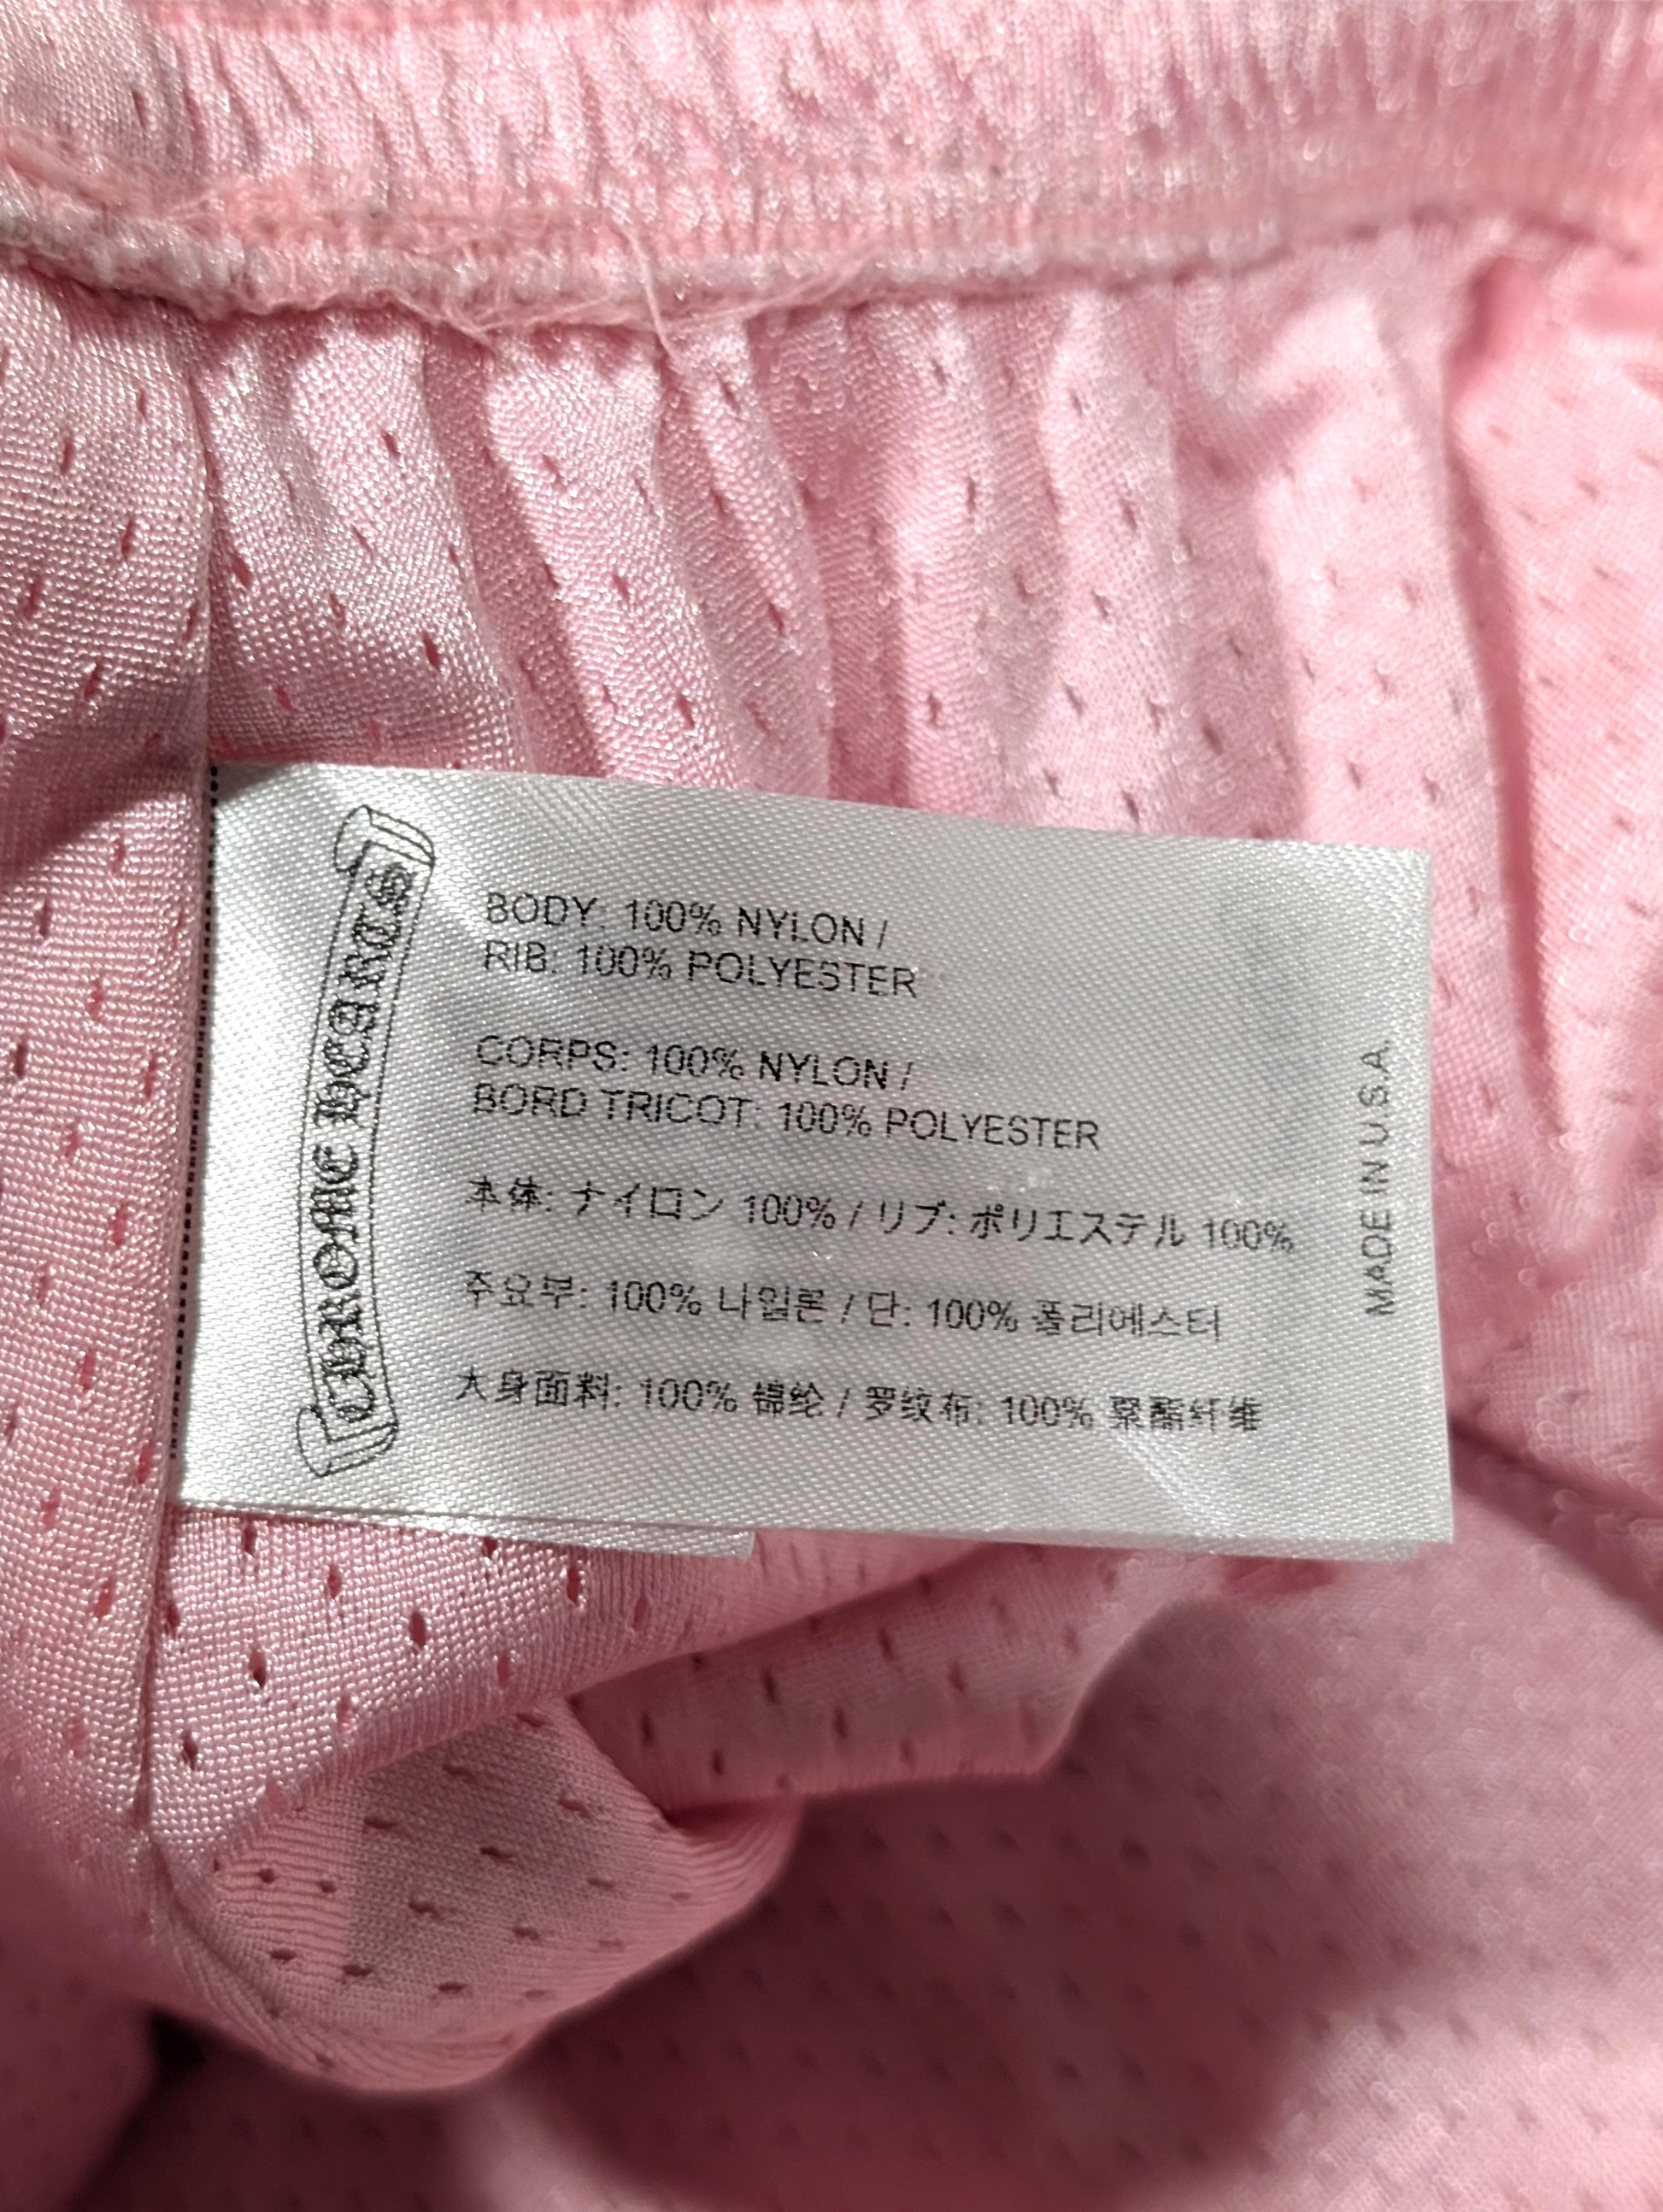 CHROME HEARTS
BODY: 100% NYLON /
RIB: 100% POLYESTER
CORPS: 100% NYLON /
BORD TRICOT: 100% POLYESTER
本体: ナイロン 100% / リブ: ポリエステル 100%
주요부: 100% 나일론 / 단: 100% 폴리에스터
大身面料: 100% 锦纶 / 罗纹布: 100% 聚酯纤维
MADE IN U.S.A.